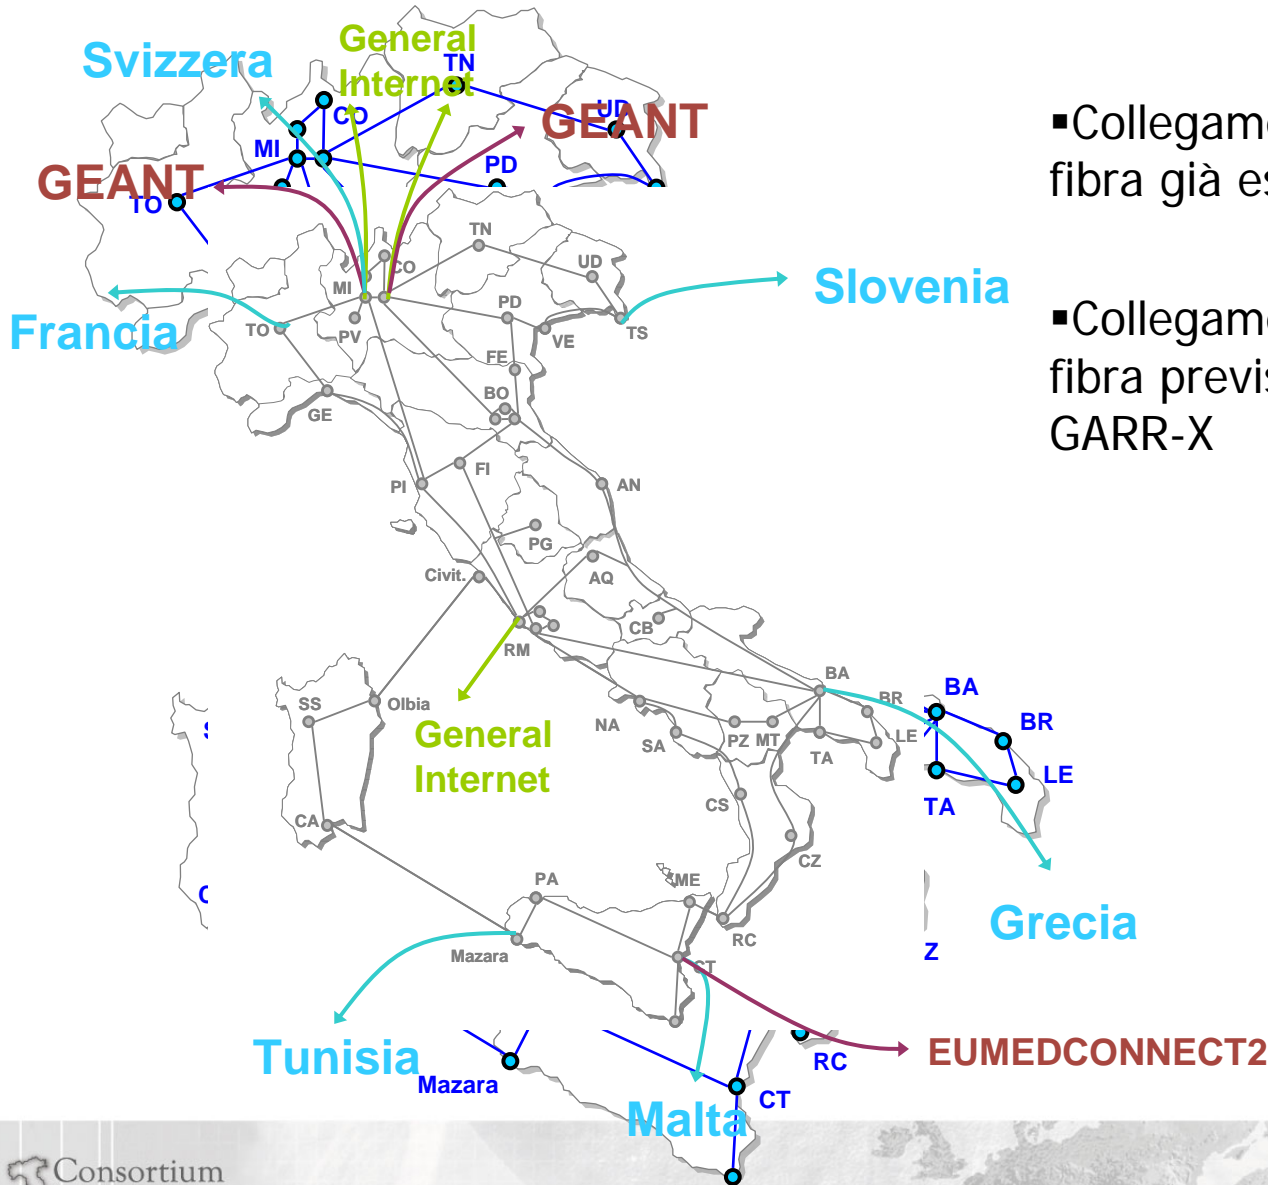 Svizzera
General
Internet
TN
CO
UD
GEANT
MI
PD
GEANT
TO
▪Collegame
fibra già es
TN
CO
UD
MI
PD
Slovenia
▪Collegame
fibra previs
GARR-X
Francia
TO
PV
VE
TS
FE
BO
GE
FI
PI
AN
PG
Civit.
AQ
CB
RM
BA
BA
SS
Olbia
BR
BR
General
Internet
NA
SA
PZ
MT
TA
LE
LE
TA
CS
CA
CZ
PA
ME
RC
Grecia
Mazara
CT
Z
Tunisia
Mazara
RC
EUMEDCONNECT2
CT
Malta
Consortium